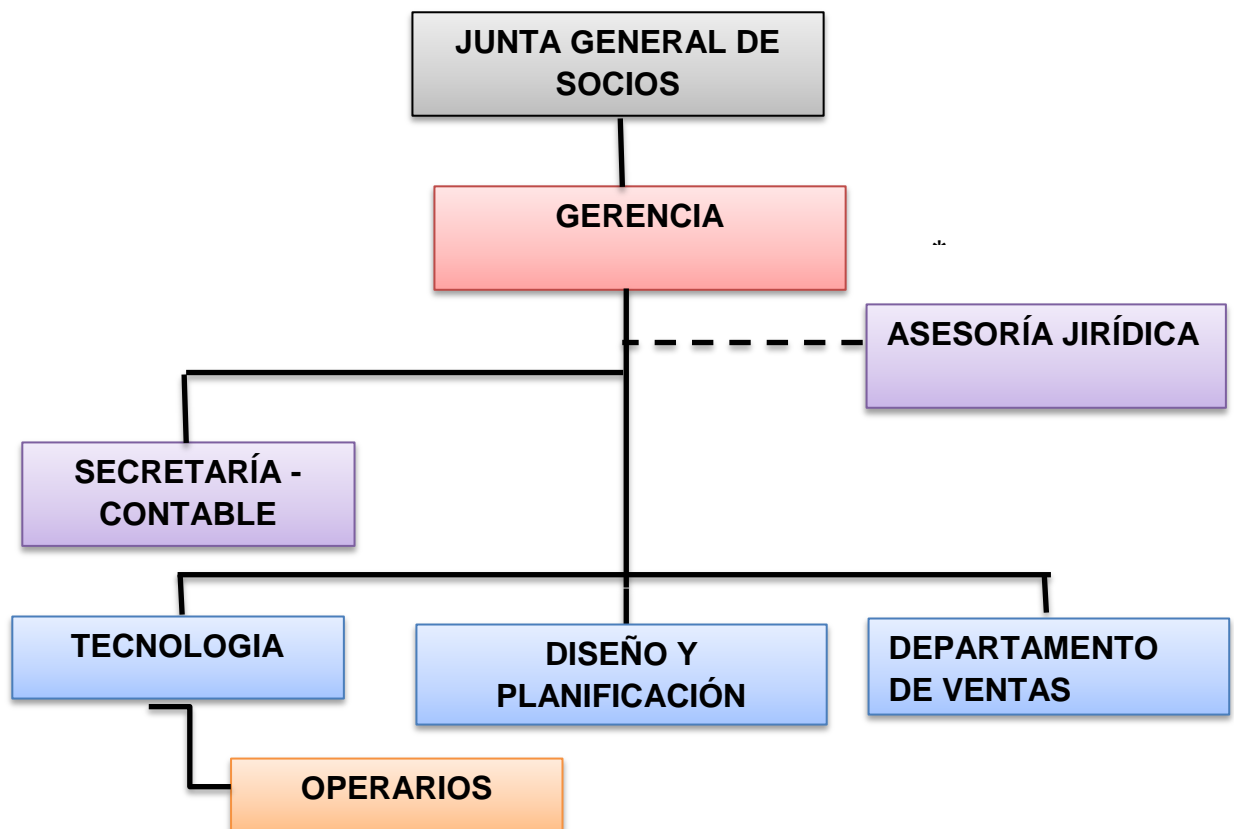 JUNTA GENERAL DE
SOCIOS
GERENCIA
*
ASESORÍA JIRÍDICA
SECRETARÍA -
CONTABLE
TECNOLOGIA
DISEÑO Y
PLANIFICACIÓN
DEPARTAMENTO
DE VENTAS
OPERARIOS